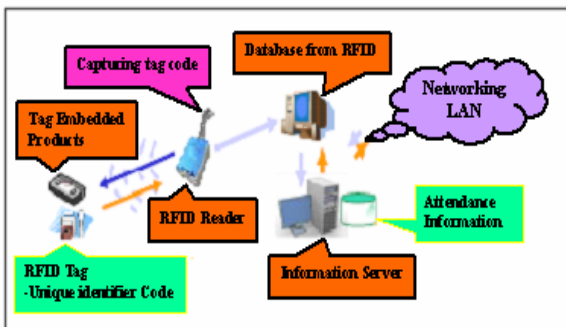 Capturing tag code
Database from RFID
Networking
LAN
Tag Embedded
Products
RFID Reader
Attendance
Information
Information Server
RFID Tag
-Unique identifier Code